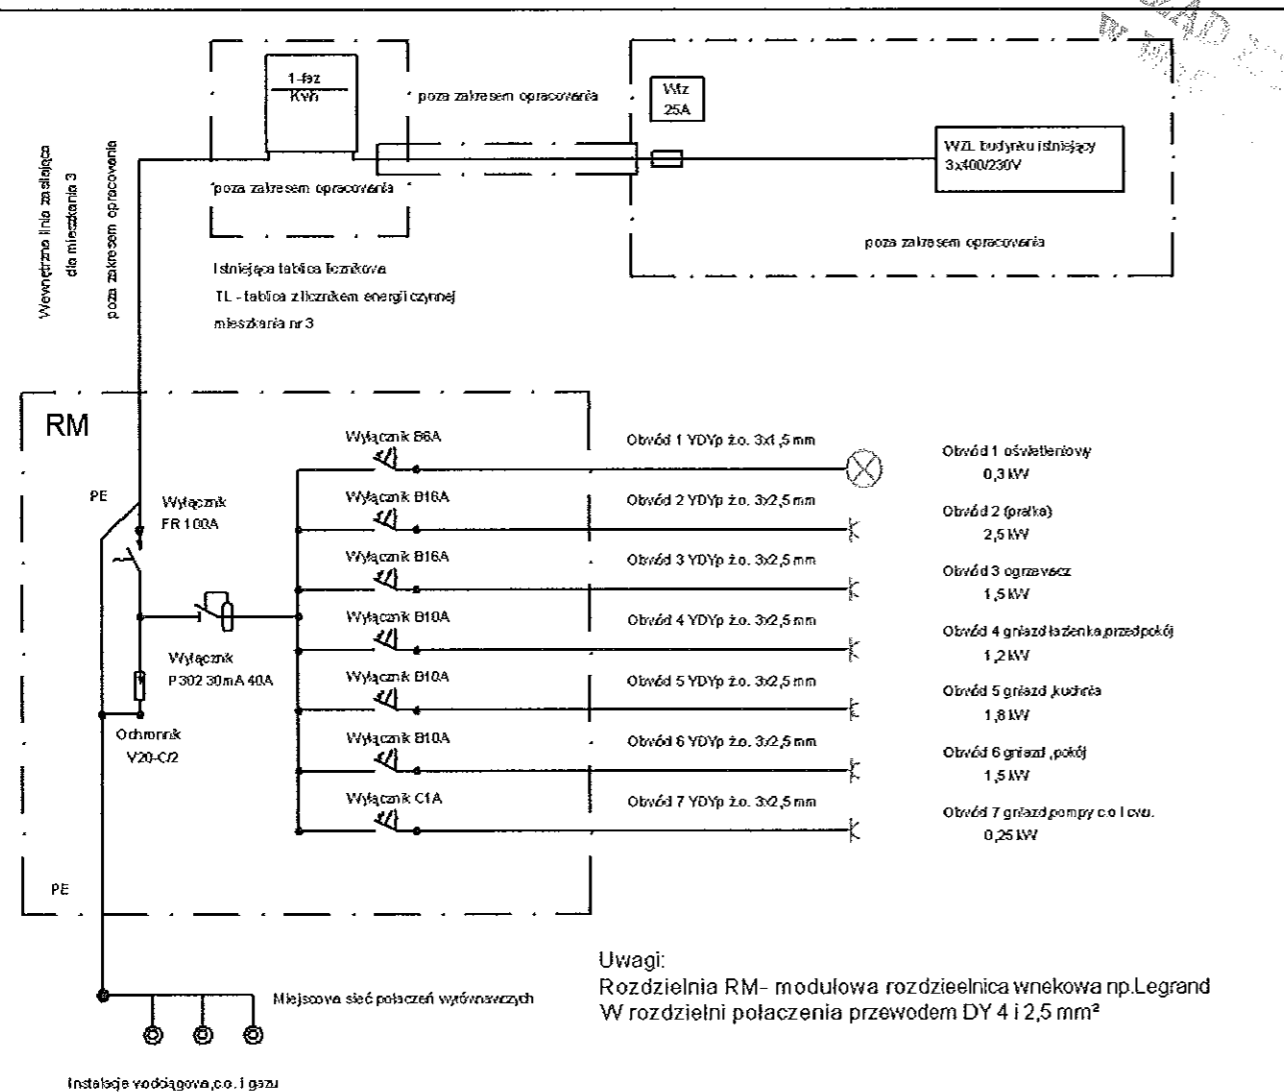 1-faz
kWh
poza zakresem opracowania
Wtz
25A
WZL budynku istniejący
3x400/230V
poza zakresem opracowania
poza zakresem opracowania
Wewnętrzna linia zasilająca
dla mieszkania 3
poza zakresem opracowania
Istniejąca tablica licznikowa
TL - tablica z licznikem energii czynnej
mieszkania nr 3
RM
PE
Wyłącznik
FR 100A
Wyłącznik
P302 30mA 40A
Ochronnik
V20-C/2
PE
Wyłącznik B6A
Obwód 1 YDYp ż.o. 3x1,5 mm
Obwód 1 oświetleniowy
0,3 kW
Wyłącznik B16A
Obwód 2 YDYp ż.o. 3x2,5 mm
Obwód 2 (pralka)
2,5 kW
Wyłącznik B16A
Obwód 3 YDYp ż.o. 3x2,5 mm
Obwód 3 ogrzewacz
1,5 kW
Wyłącznik B10A
Obwód 4 YDYp ż.o. 3x2,5 mm
Obwód 4 gniazd łazienka,przedpokój
1,2 kW
Wyłącznik B10A
Obwód 5 YDYp ż.o. 3x2,5 mm
Obwód 5 gniazd ,kuchnia
1,8 kW
Wyłącznik B10A
Obwód 6 YDYp ż.o. 3x2,5 mm
Obwód 6 gniazd ,pokój
1,5 kW
Wyłącznik C1A
Obwód 7 YDYp ż.o. 3x2,5 mm
Obwód 7 gniazd,pompy c.o i cwu.
0,25 kW
Uwagi:
Rozdzielnia RM- modułowa rozdzieelnica wnekowa np.Legrand
W rozdzielni połaczenia przewodem DY 4 i 2,5 mm²
Miejscowa sieć połaczeń wyrównawczych
Instalacje wodciągowa,c.o. i gazu